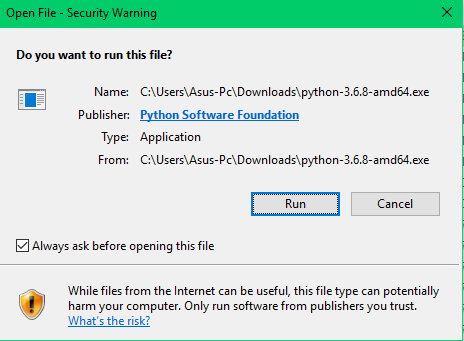 Open File - Security Warning
Do you want to run this file?
Name: C:\Users\Asus-Pc\Downloads\python-3.6.8-amd64.exe
Publisher: Python Software Foundation
Type: Application
From: C:\Users\Asus-Pc\Downloads\python-3.6.8-amd64.exe
Run Cancel
Always ask before opening this file
While files from the Internet can be useful, this file type can potentially
harm your computer. Only run software from publishers you trust.
What's the risk?